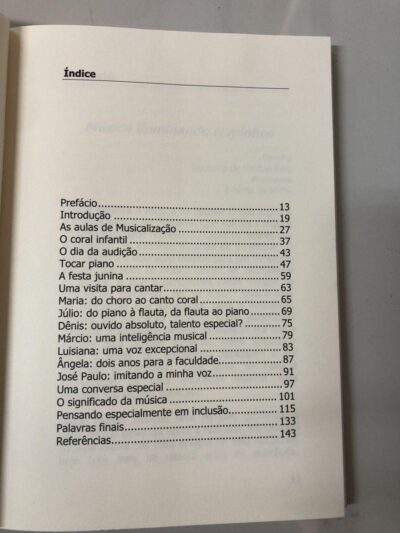 Índice
Prefácio 13
Introdução 19
As aulas de Musicalização 27
O coral infantil 37
O dia da audição 43
Tocar piano 47
A festa junina 59
Uma visita para cantar 63
Maria: do choro ao canto coral 65
Júlio: do piano à flauta, da flauta ao piano 69
Dênis: ouvido absoluto, talento especial? 75
Márcio: uma inteligência musical 79
Luisiana: uma voz excepcional 83
Ângela: dois anos para a faculdade 87
José Paulo: imitando a minha voz 91
Uma conversa especial 97
O significado da música 101
Pensando especialmente em inclusão 115
Palavras finais 133
Referências 143